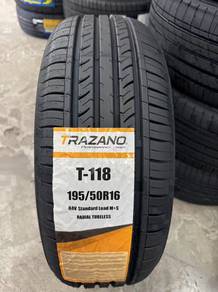 TRAZANO
T-118
195/50R16
84V Standard Load M+S
RADIAL TUBELESS